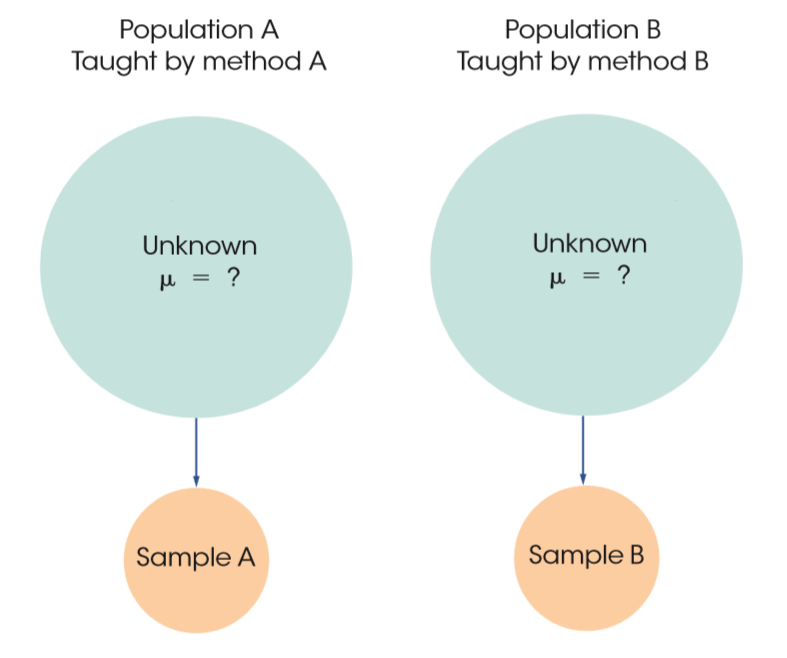 Population A
Taught by method A
Population B
Taught by method B
Unknown
μ = ?
Unknown
μ = ?
Sample A
Sample B